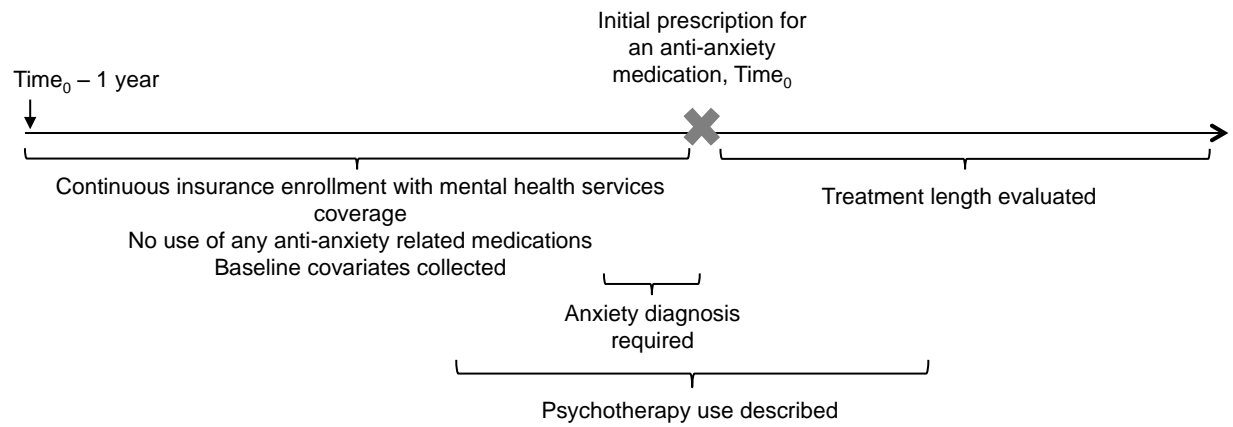 Initial prescription for
an anti-anxiety
medication, Time₀
Time₀ – 1 year
Continuous insurance enrollment with mental health services
coverage
No use of any anti-anxiety related medications
Baseline covariates collected
Treatment length evaluated
Anxiety diagnosis
required
Psychotherapy use described